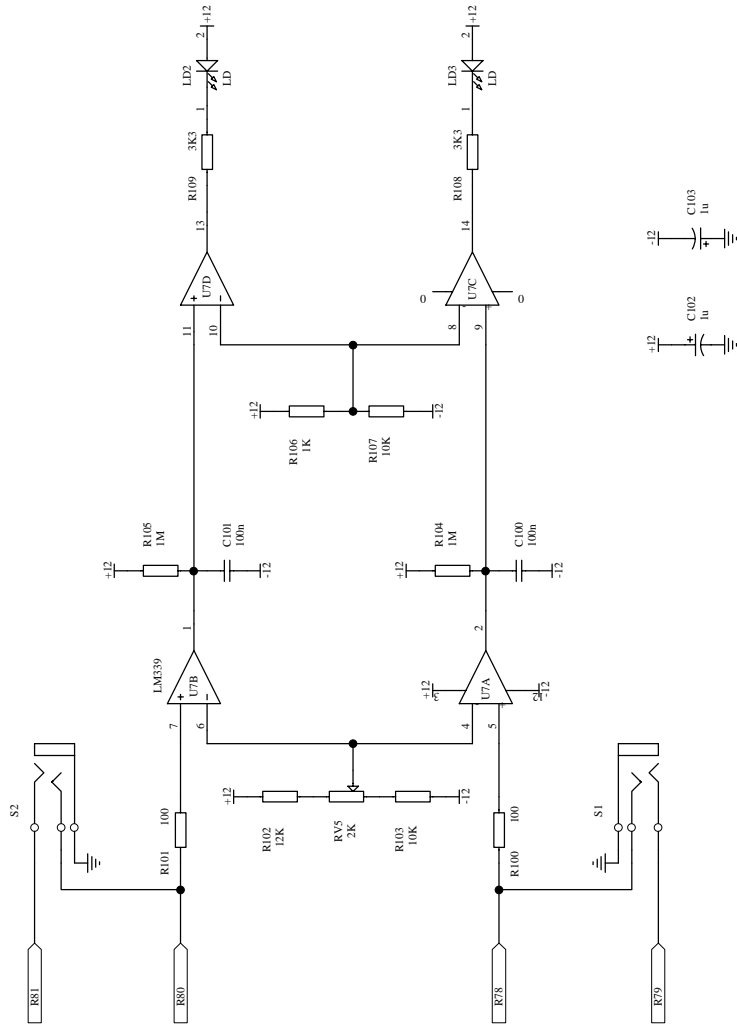 +12
2
LD2
LD
1
3K3
R109
13
U7D
+
-
11
10
+12
2
LD3
LD
1
3K3
R108
14
U7C
0
0
+
8
9
-12
C103
1u
+
+12
C102
1u
+
+12
R106
1K
R107
10K
-12
+12
R105
1M
C101
100n
-12
+12
R104
1M
C100
100n
-12
1
LM339
U7B
+
-
7
6
2
+12
3
U7A
12
-12
+
4
5
+12
R102
12K
RV5
2K
R103
10K
-12
S2
100
R101
S1
100
R100
R81
R80
R78
R79